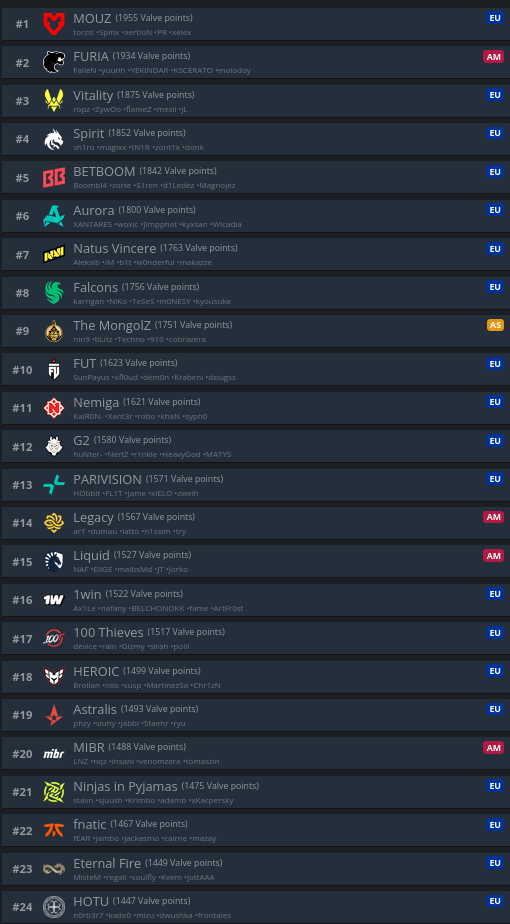 #1 MOUZ (1955 Valve points) EU
torzsi •Spinx •xertioN •PR •xelex
#2 FURIA (1934 Valve points) AM
FalleN •yuurih •YEKINDAR •KSCERATO •molodoy
#3 Vitality (1875 Valve points) EU
ropz •ZywOo •flameZ •mezii •jL
#4 Spirit (1852 Valve points) EU
sh1ro •magixx •tN1R •zont1x •donk
#5 BETBOOM (1842 Valve points) EU
Boombl4 •zorte •S1ren •d1Ledez •Magnojez
#6 Aurora (1800 Valve points) EU
XANTARES •woxic •jimpphat •kyxsan •Wicadia
#7 NAVI Natus Vincere (1763 Valve points) EU
Aleksib •iM •b1t •w0nderful •makazze
#8 Falcons (1756 Valve points) EU
karrigan •NiKo •TeSeS •m0NESY •kyousuke
#9 The MongolZ (1751 Valve points) AS
nin9 •bLitz •Techno •910 •cobrazera
#10 FUT (1623 Valve points) EU
SunPayus •xfl0ud •dem0n •Krabeni •dziugss
#11 Nemiga (1621 Valve points) EU
KaiR0N- •Xant3r •robo •khaN •syph0
#12 G2 (1580 Valve points) EU
huNter- •NertZ •r1nkle •HeavyGod •MATYS
#13 PARIVISION (1571 Valve points) EU
HObbit •FL1T •Jame •xiELO •zweih
#14 Legacy (1567 Valve points) AM
arT •dumau •latto •n1ssim •try
#15 Liquid (1527 Valve points) AM
NAF •EliGE •malbsMd •JT •jorko
#16 1W 1win (1522 Valve points) EU
Ax1Le •nafany •BELCHONOKK •fame •ArtFr0st
#17 100 100 Thieves (1517 Valve points) EU
device •rain •Gizmy •sirah •poiii
#18 HEROIC (1499 Valve points) EU
Brollan •nilo •susp •MartinezSa •Chr1zN
#19 Astralis (1493 Valve points) EU
phzy •siuhy •jabbi •Staehr •ryu
#20 mibr MIBR (1488 Valve points) AM
LNZ •nqz •insani •venomzera •tomaszin
#21 Ninjas in Pyjamas (1475 Valve points) EU
stavn •sjuush •Krimbo •adamb •xKacpersky
#22 fnatic (1467 Valve points) EU
fEAR •jambo •jackasmo •cairne •mazay
#23 Eternal Fire (1449 Valve points) EU
MisteM •regali •soulfly •Kvem •jottAAA
#24 HOTU (1447 Valve points) EU
n0rb3r7 •kade0 •mizu •dwushka •frontales